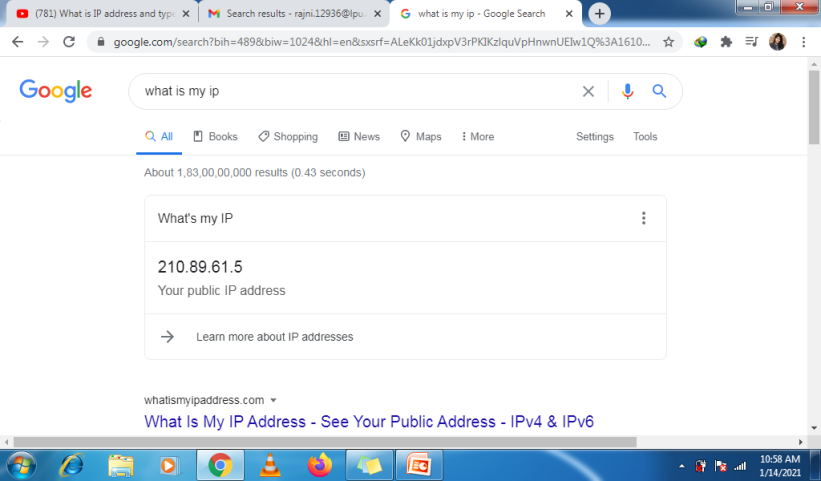 (781) What is IP address and type
Search results - rajni.12936@lpu.
what is my ip - Google Search
google.com/search?bih=489&biw=1024&hl=en&sxsrf=ALeKk01jdxpV3rPKIKzlquVpHnwnUEIw1Q%3A1610...
Google
what is my ip
All
Books
Shopping
News
Maps
More
Settings
Tools
About 1,83,00,00,000 results (0.43 seconds)
What's my IP
210.89.61.5
Your public IP address
Learn more about IP addresses
whatismyipaddress.com
What Is My IP Address - See Your Public Address - IPv4 & IPv6
10:58 AM
1/14/2021